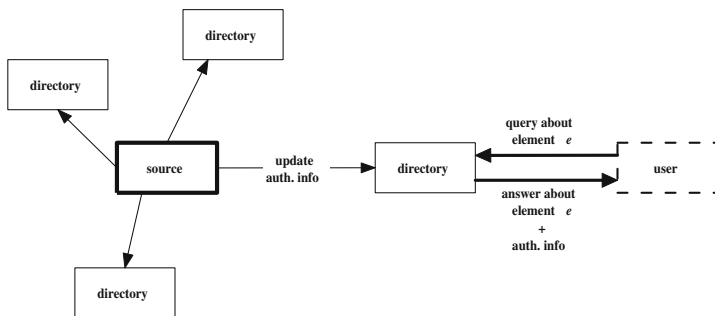 directory
directory
source
update
auth. info
directory
query about
element e
user
answer about
element e
+
auth. info
directory